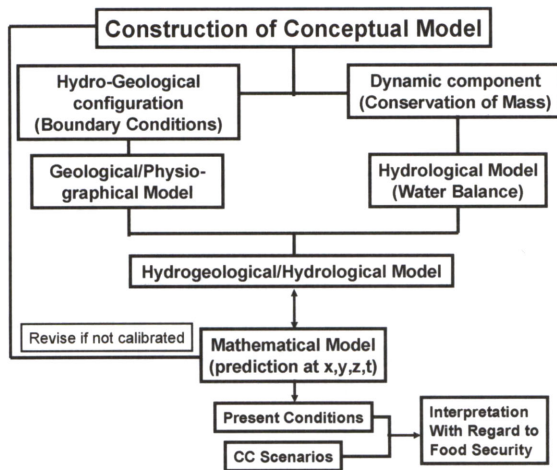 Construction of Conceptual Model
Hydro-Geological
configuration
(Boundary Conditions)
Dynamic component
(Conservation of Mass)
Geological/Physio-
graphical Model
Hydrological Model
(Water Balance)
Hydrogeological/Hydrological Model
Revise if not calibrated
Mathematical Model
(prediction at x,y,z,t)
Present Conditions
CC Scenarios
Interpretation
With Regard to
Food Security